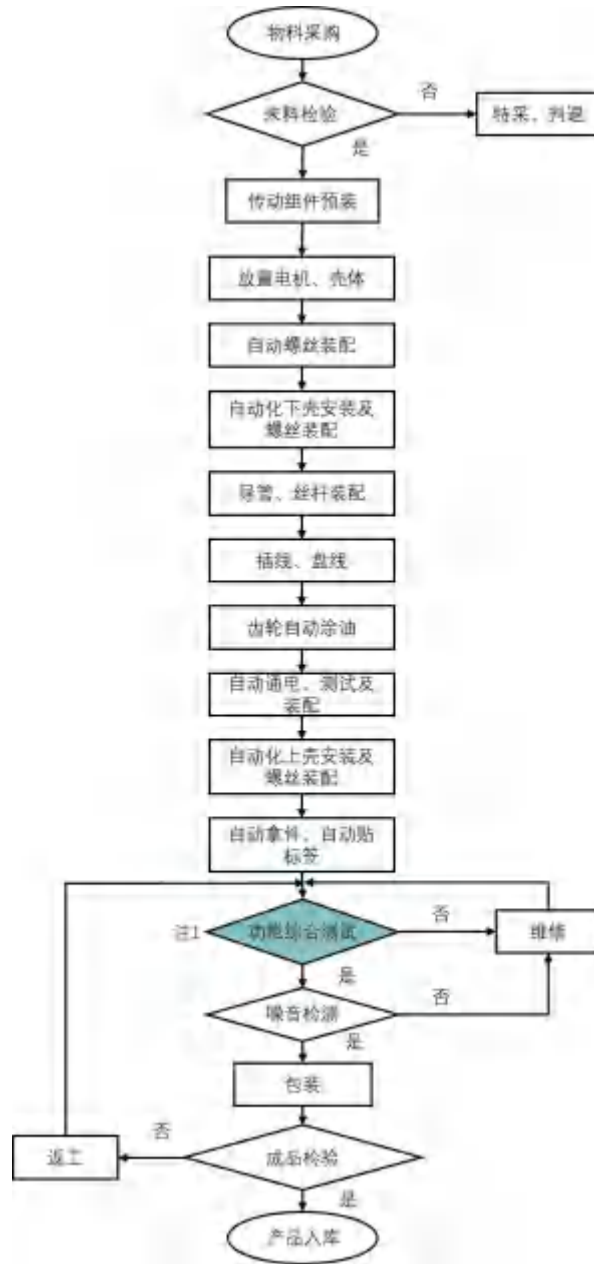 物料采购
来料检验
否
特采、判退
是
传动组件预装
放置电机、壳体
自动螺丝装配
自动化下壳安装及
螺丝装配
导管、丝杆装配
插线、盘线
齿轮自动涂油
自动通电、测试及
装配
自动化上壳安装及
螺丝装配
自动拿件、自动贴
标签
注1
功能综合测试
否
维修
是
噪音检测
否
是
包装
返工
否
成品检验
是
产品入库